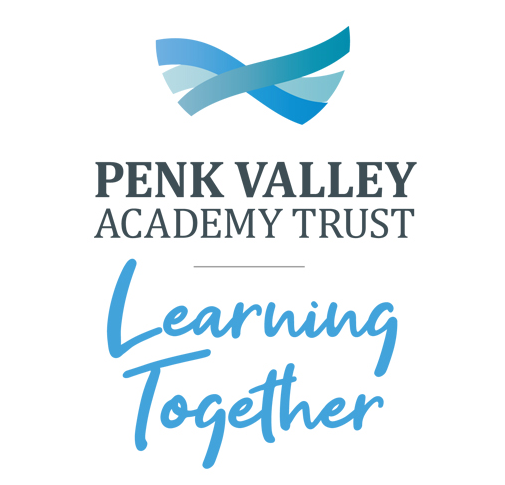 PENK VALLEY
ACADEMY TRUST
Learning
Together